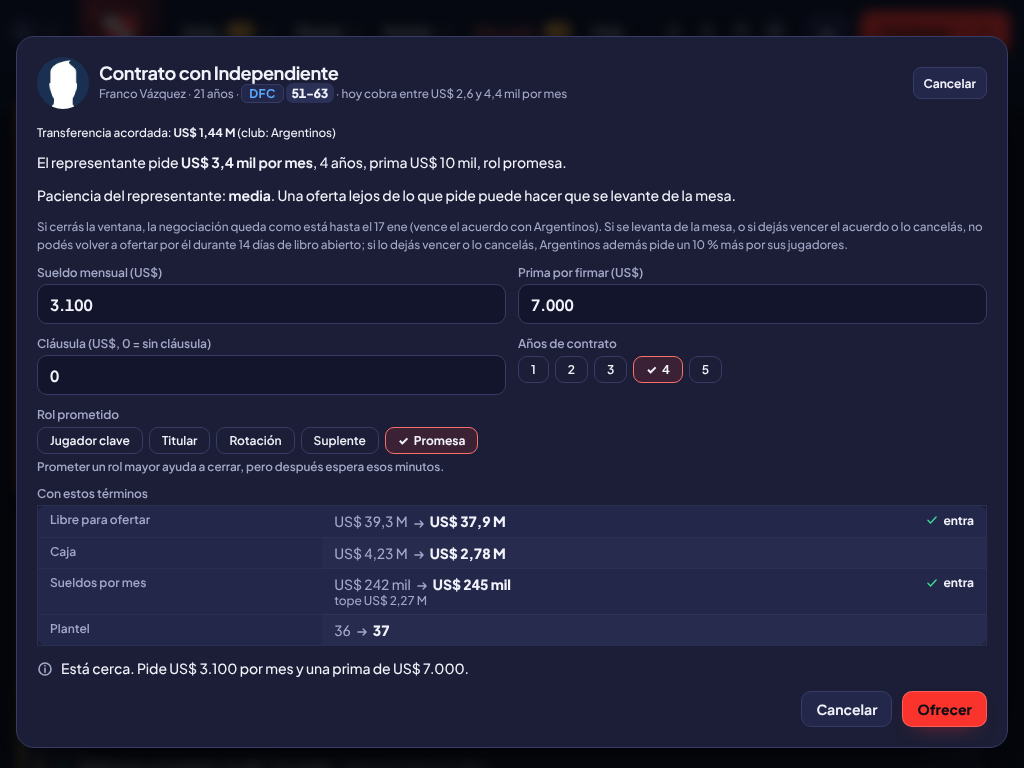 Contrato con Independiente
Franco Vázquez · 21 años · DFC 51–63 · hoy cobra entre US$ 2,6 y 4,4 mil por mes
Cancelar
Transferencia acordada: US$ 1,44 M (club: Argentinos)
El representante pide US$ 3,4 mil por mes, 4 años, prima US$ 10 mil, rol promesa.
Paciencia del representante: media. Una oferta lejos de lo que pide puede hacer que se levante de la mesa.
Si cerrás la ventana, la negociación queda como está hasta el 17 ene (vence el acuerdo con Argentinos). Si se levanta de la mesa, o si dejás vencer el acuerdo o lo cancelás, no
podés volver a ofertar por él durante 14 días de libro abierto; si lo dejás vencer o lo cancelás, Argentinos además pide un 10 % más por sus jugadores.
Sueldo mensual (US$)
3.100
Prima por firmar (US$)
7.000
Cláusula (US$, 0 = sin cláusula)
0
Años de contrato
1 2 3 ✓ 4 5
Rol prometido
Jugador clave Titular Rotación Suplente ✓ Promesa
Prometer un rol mayor ayuda a cerrar, pero después espera esos minutos.
Con estos términos
Libre para ofertar US$ 39,3 M → US$ 37,9 M ✓ entra
Caja US$ 4,23 M → US$ 2,78 M
Sueldos por mes US$ 242 mil → US$ 245 mil ✓ entra
tope US$ 2,27 M
Plantel 36 → 37
Está cerca. Pide US$ 3.100 por mes y una prima de US$ 7.000.
Cancelar Ofrecer